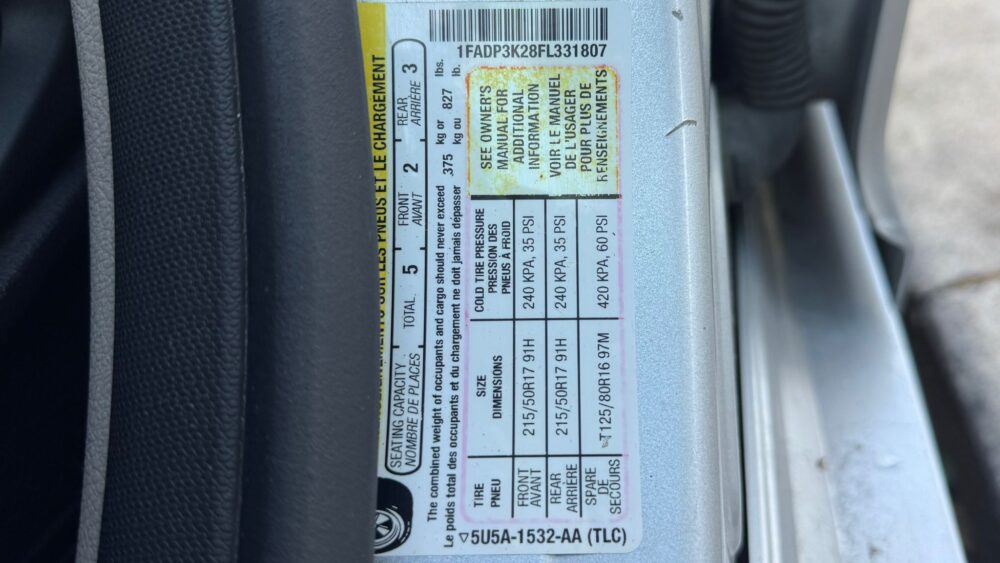 RENSEIGNEMENTS SUR LES PNEUS ET LE CHARGEMENT
SEATING CAPACITY
NOMBRE DE PLACES
TOTAL 5
FRONT
AVANT 2
REAR
ARRIÈRE 3
The combined weight of occupants and cargo should never exceed 375 kg or 827 lbs.
Le poids total des occupants et du chargement ne doit jamais dépasser 375 kg ou 827 lb.
TIRE
PNEU
SIZE
DIMENSIONS
COLD TIRE PRESSURE
PRESSION DES
PNEUS À FROID
FRONT
AVANT
215/50R17 91H
240 KPA, 35 PSI
REAR
ARRIÈRE
215/50R17 91H
240 KPA, 35 PSI
SPARE
DE
SECOURS
T125/80R16 97M
420 KPA, 60 PSI
SEE OWNER'S
MANUAL FOR
ADDITIONAL
INFORMATION
VOIR LE MANUEL
DE L'USAGER
POUR PLUS DE
RENSEIGNEMENTS
5U5A-1532-AA (TLC)
1FADP3K28FL331807